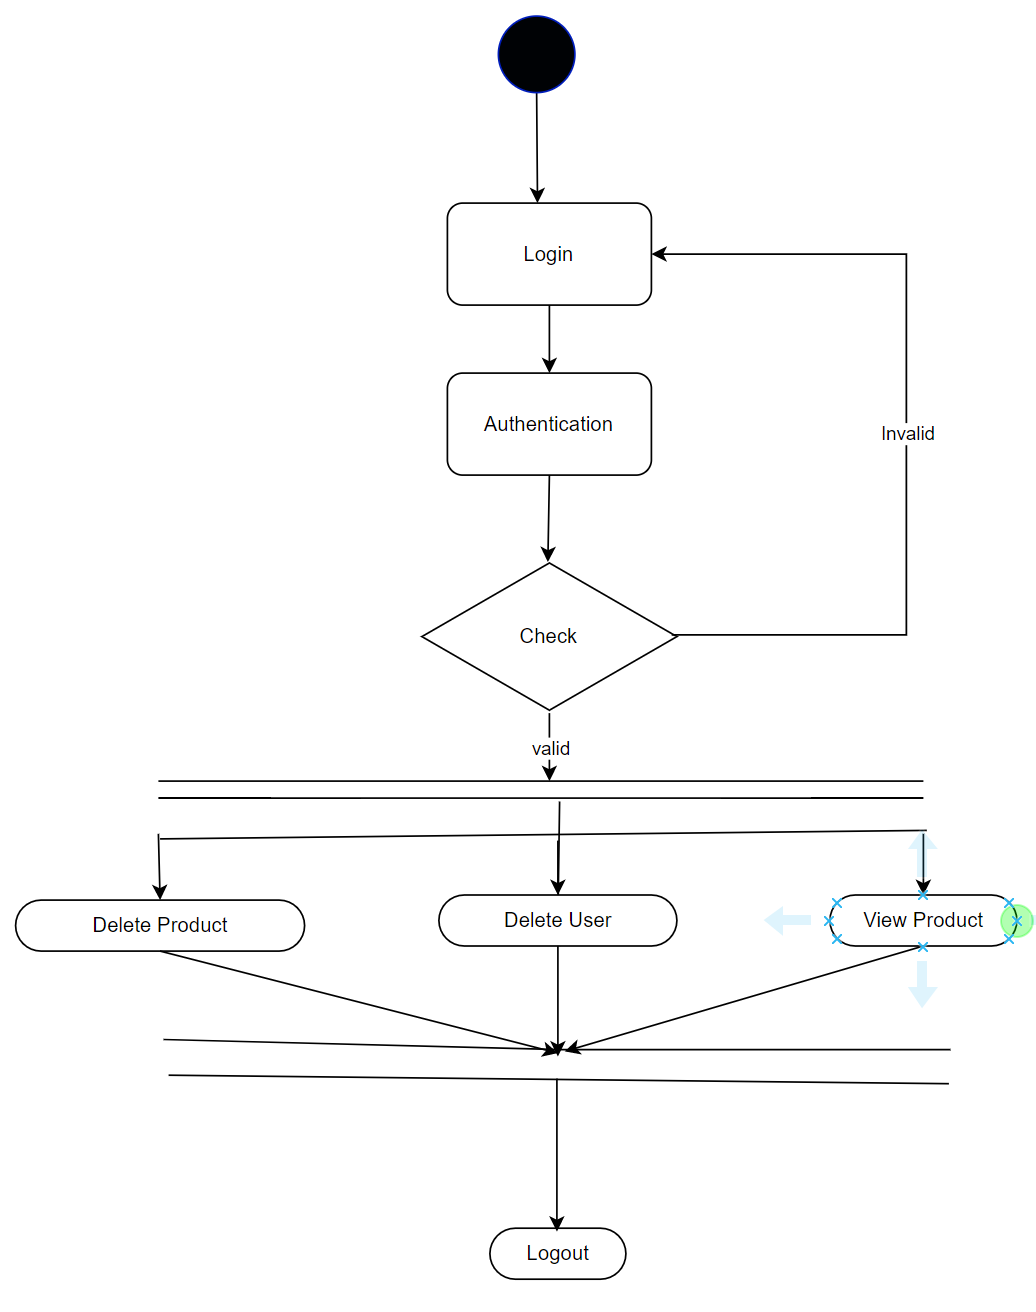 Login
Authentication
Invalid
Check
valid
Delete Product
Delete User
View Product
Logout